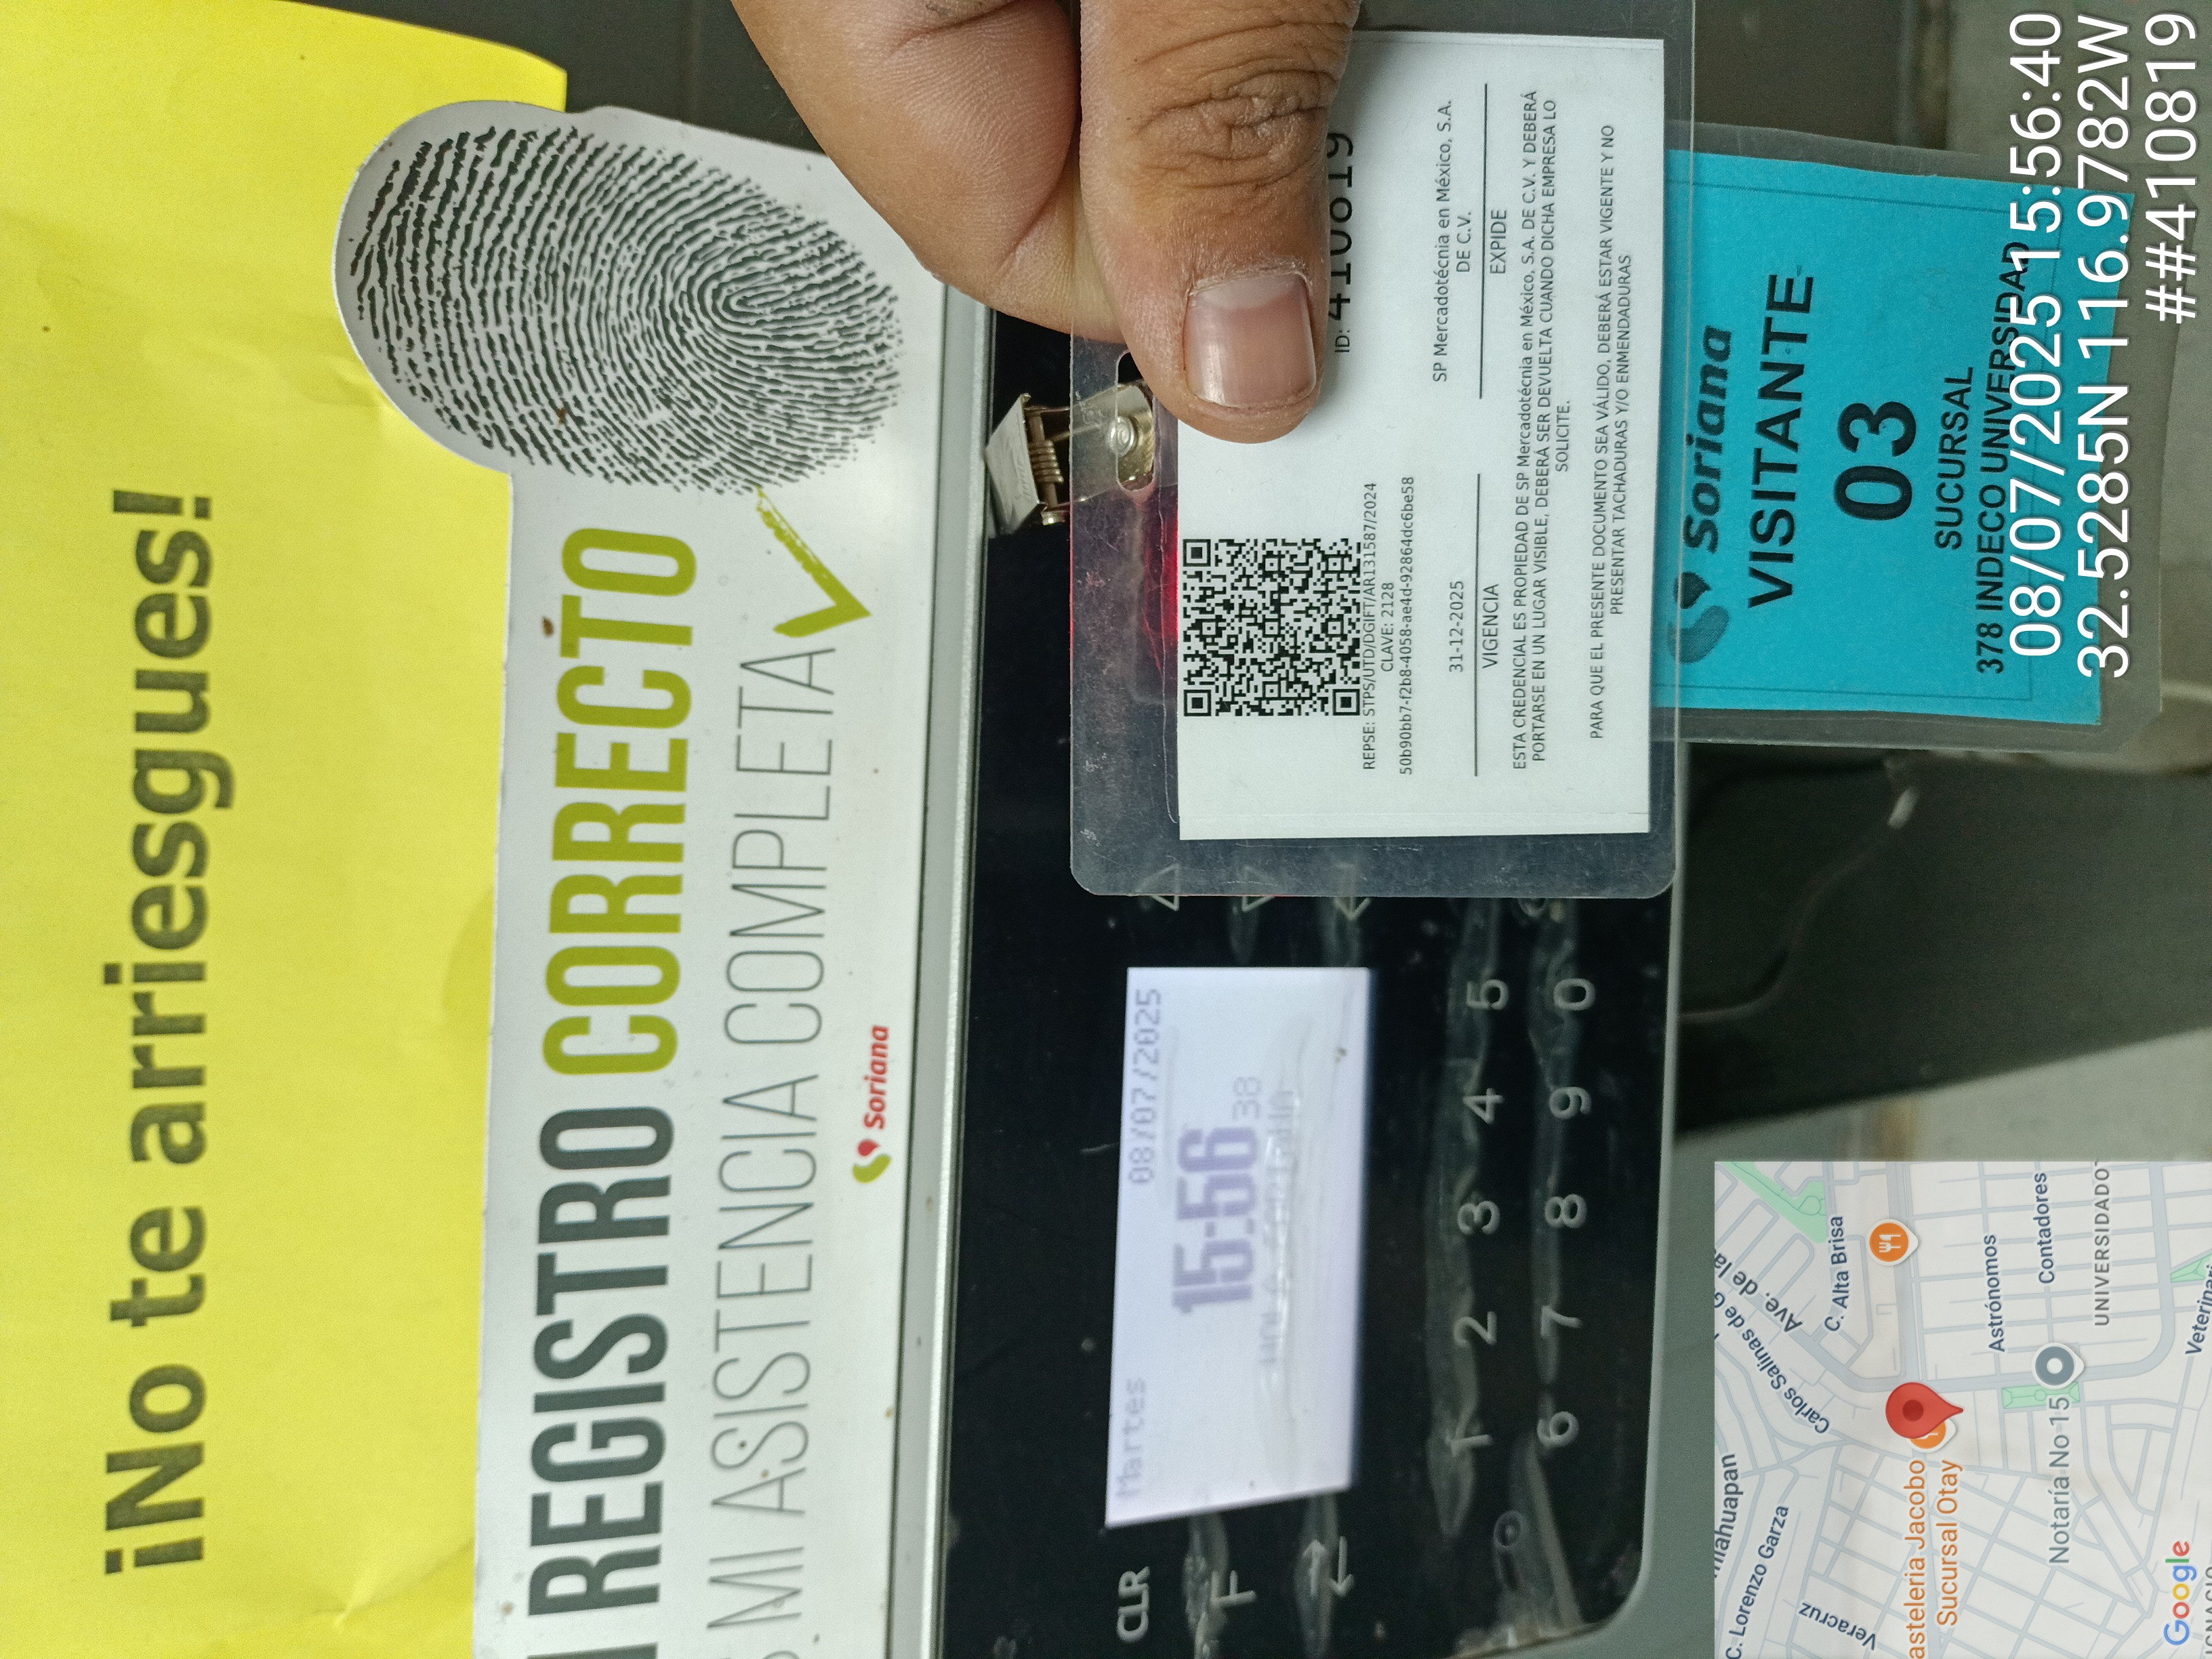 ¡No te arriesgues!
REGISTRO CORRECTO
MI ASISTENCIA COMPLETA
Soriana
Martes 08/07/2025
15:56 38
CLR
F
1 2 3 4 5
6 7 8 9 0
ID: 410819
REPSE: STPS/UTD/DGIFT/AR131587/2024
CLAVE: 2128
50b90bb7-f2b8-4058-ae4d-92864dc6be58
31-12-2025
VIGENCIA
SP Mercadotécnia en México, S.A.
DE C.V.
EXPIDE
ESTA CREDENCIAL ES PROPIEDAD DE SP Mercadotécnia en México, S.A. DE C.V. Y DEBERÁ
PORTARSE EN UN LUGAR VISIBLE, DEBERÁ SER DEVUELTA CUANDO DICHA EMPRESA LO
SOLICITE.
PARA QUE EL PRESENTE DOCUMENTO SEA VÁLIDO, DEBERÁ ESTAR VIGENTE Y NO
PRESENTAR TACHADURAS Y/O ENMENDADURAS
Soriana
VISITANTE
03
SUCURSAL
378 INDECO UNIVERSIDAD
08/07/2025 15:56:40
32.5285N 116.9782W
##410819
C. Lorenzo Garza
Veracruz
Carlos Salinas de G
Ave. de la
C. Alta Brisa
Astrónomos
Contadores
UNIVERSIDAD
Veterinari
asteleria Jacobo
Sucursal Otay
Notaría No 15
Google